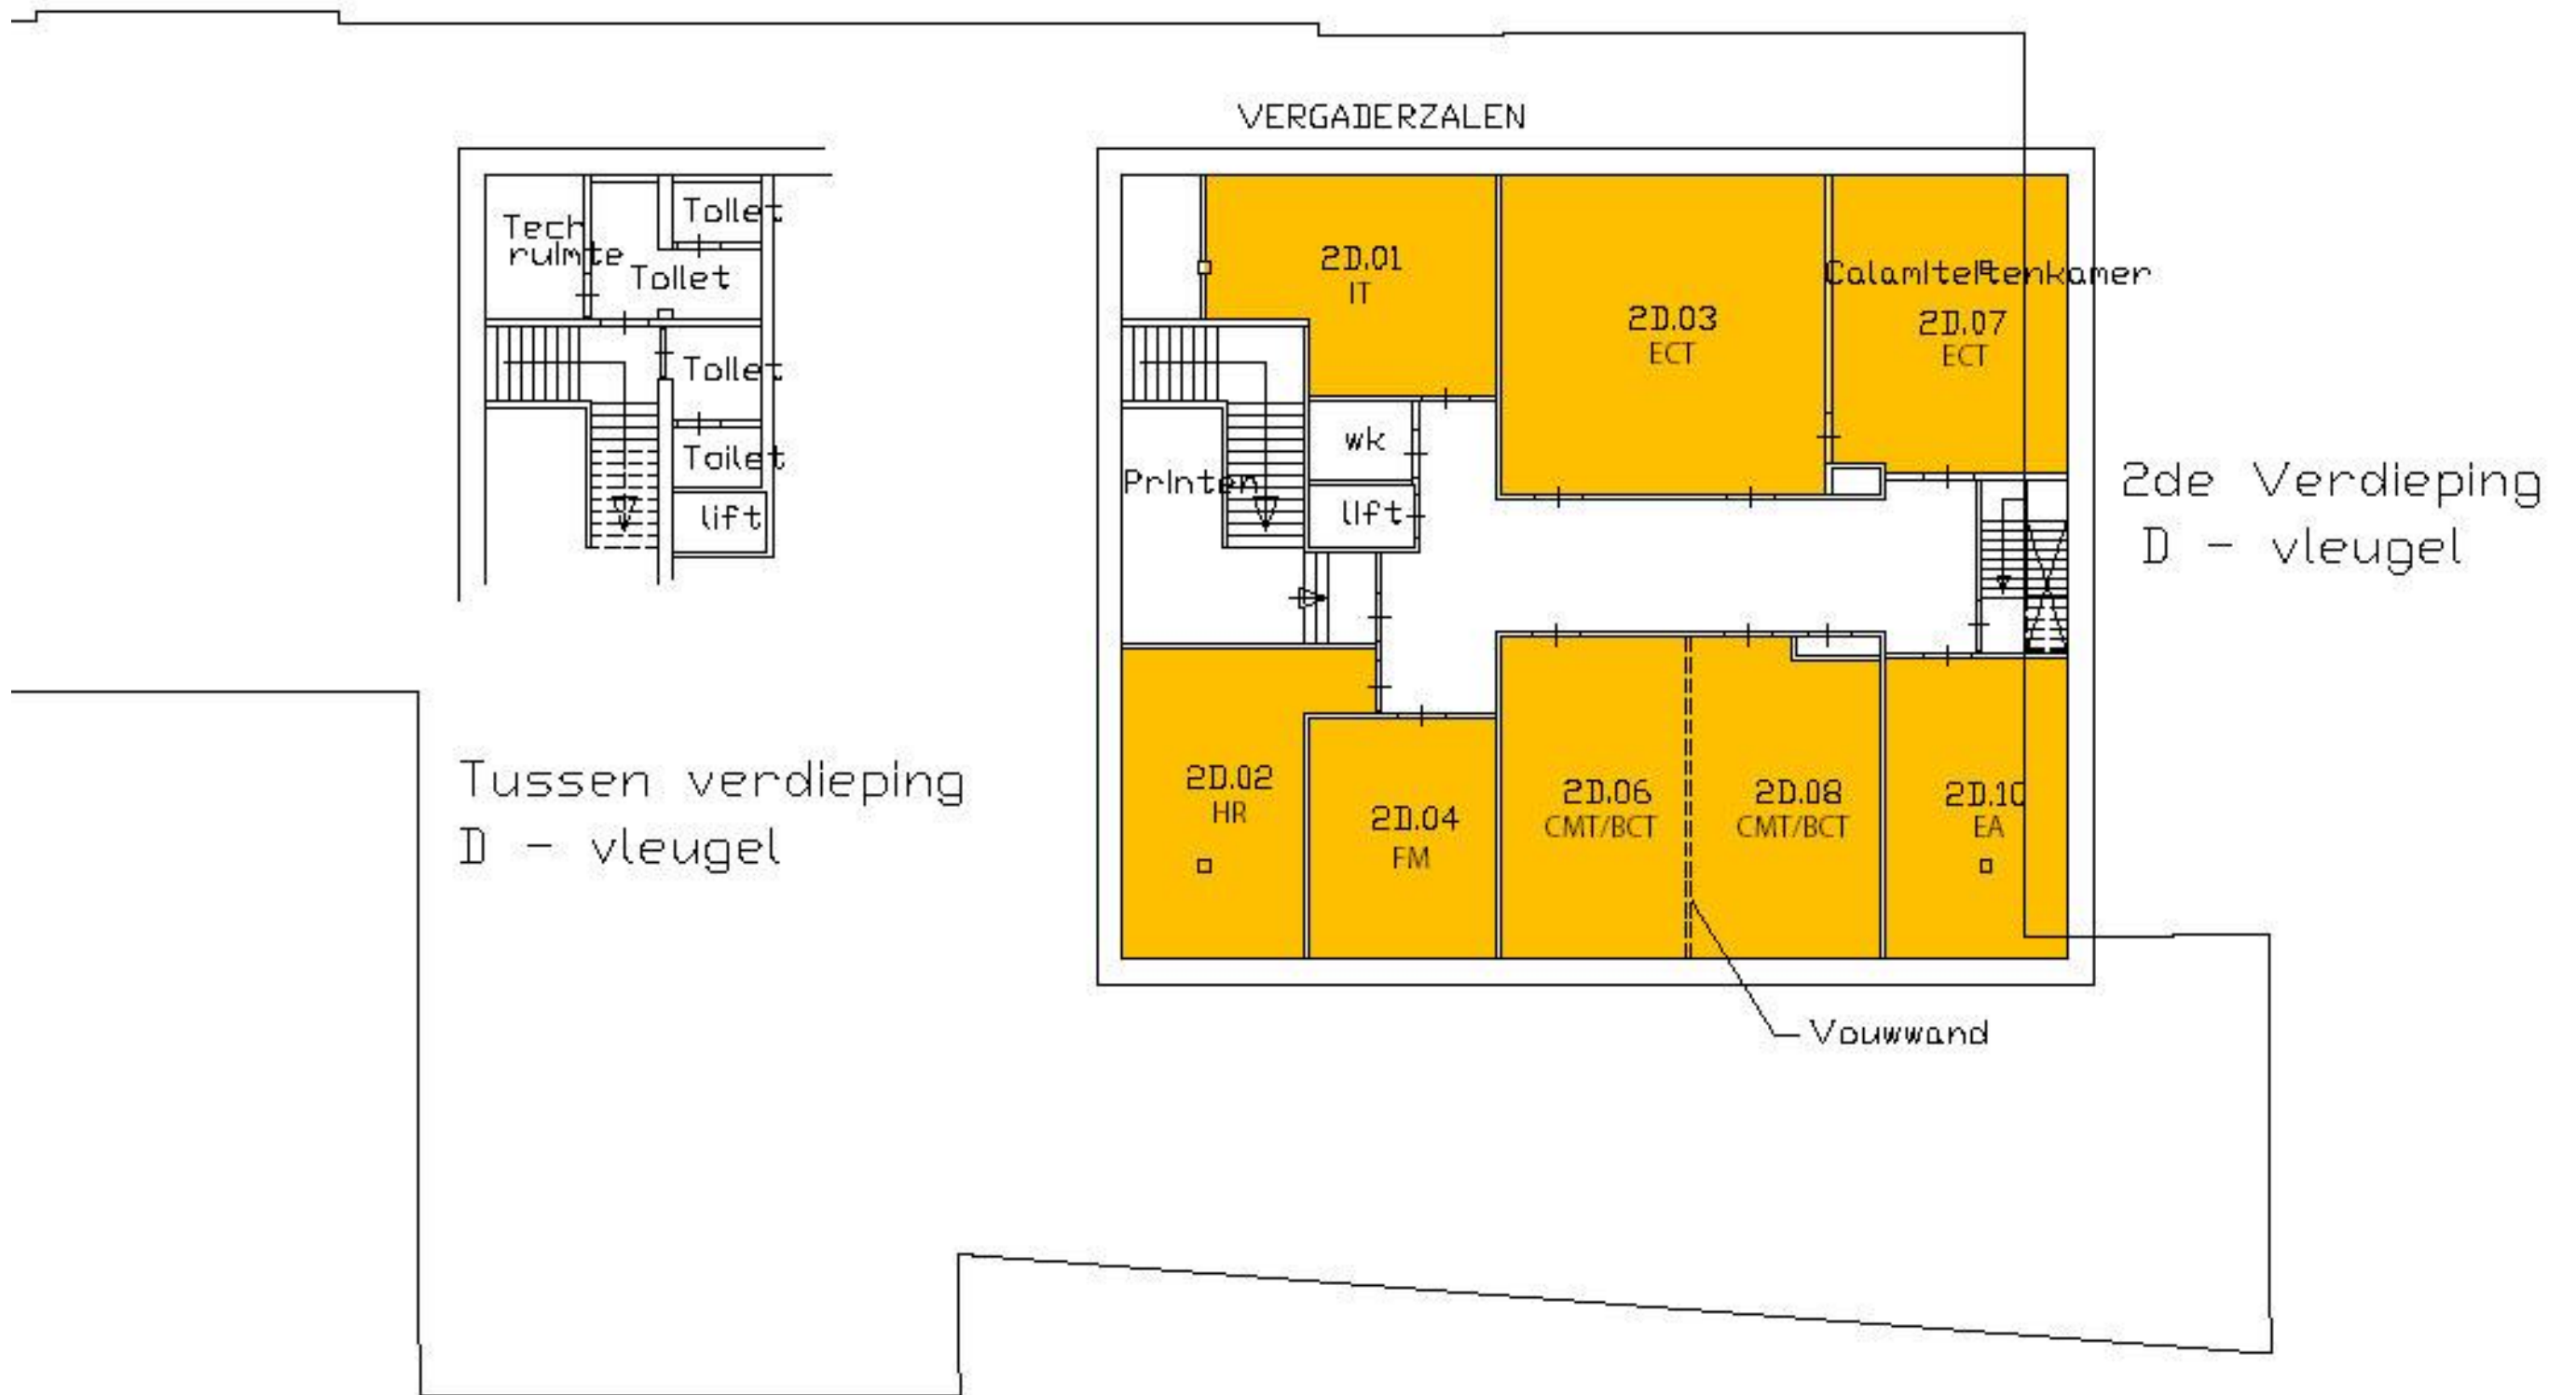 VERGADERZALEN
Tech
ruimte
Toilet
Toilet
Toilet
Toilet
lift
Tussen verdieping
D - vleugel
2D.01
IT
2D.03
ECT
Calamiteitenkamer
2D.07
ECT
wk
lift
Printen
2de Verdieping
D - vleugel
2D.02
HR
2D.04
FM
2D.06
CMT/BCT
2D.08
CMT/BCT
2D.10
EA
Vouwwand